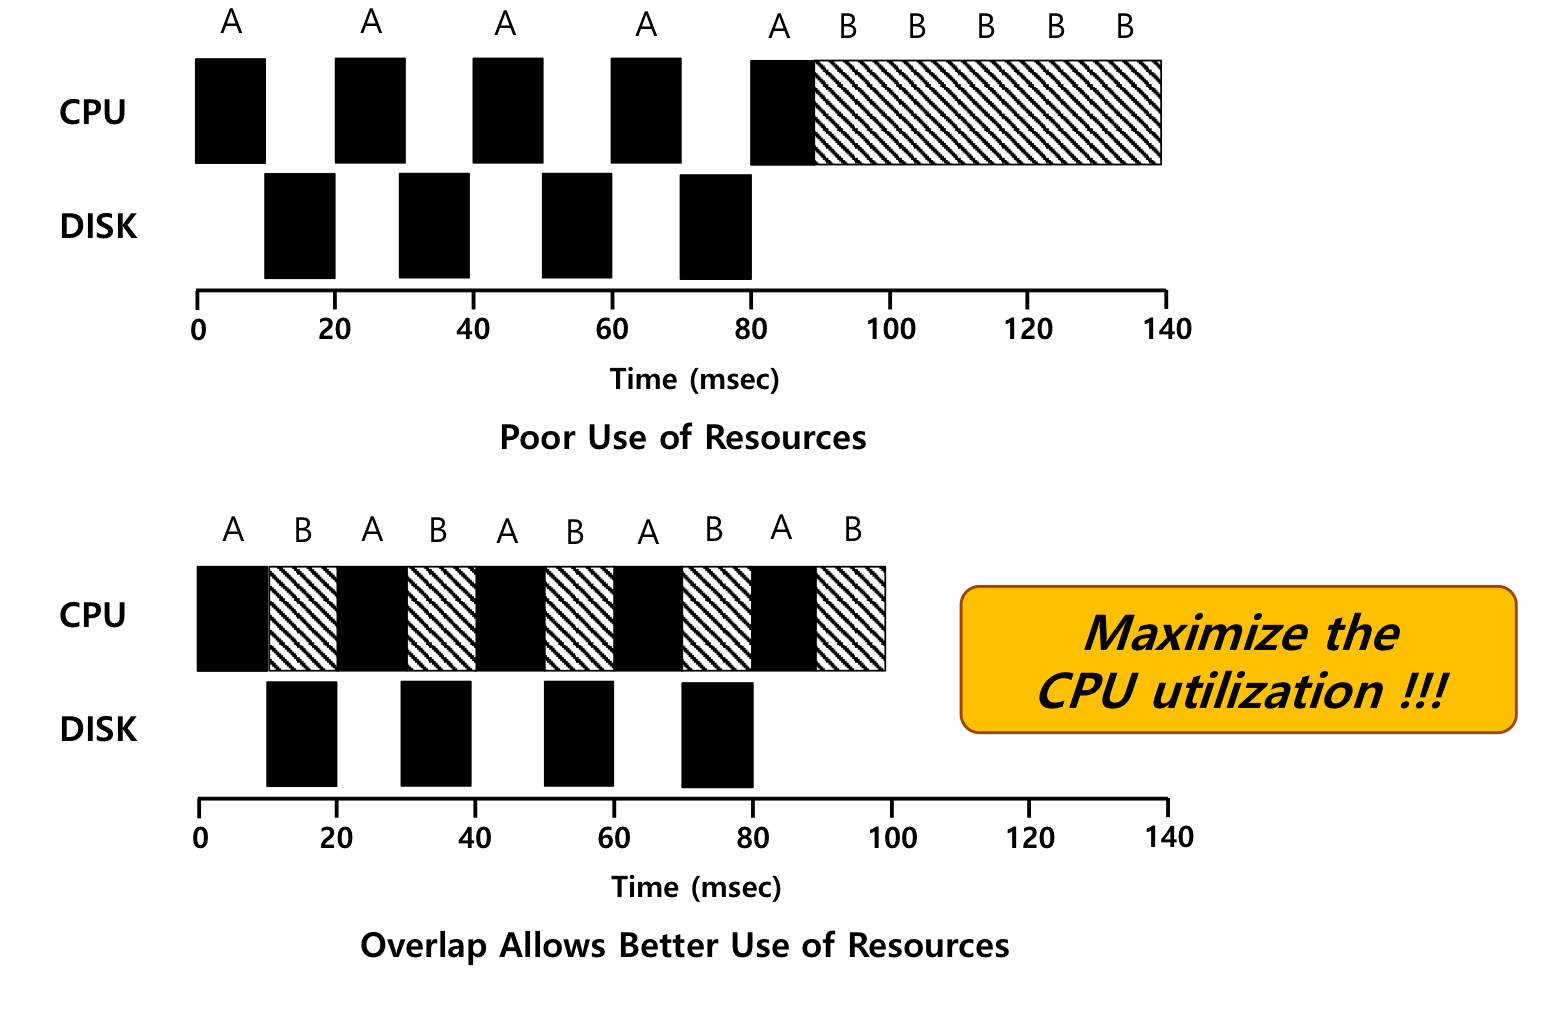 A A A A A B B B B B
CPU
DISK
0 20 40 60 80 100 120 140
Time (msec)
Poor Use of Resources
A B A B A B A B A B
CPU
Maximize the
CPU utilization !!!
DISK
0 20 40 60 80 100 120 140
Time (msec)
Overlap Allows Better Use of Resources